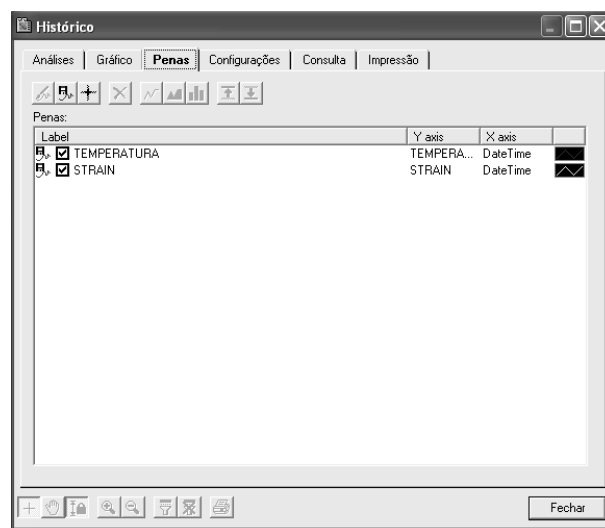 Histórico
Análises Gráfico Penas Configurações Consulta Impressão
Penas:
Label Y axis X axis
TEMPERATURA TEMPERA... DateTime
STRAIN STRAIN DateTime
Fechar